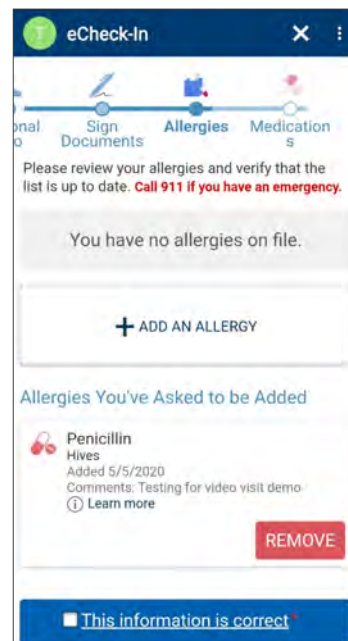 eCheck-In
onal Sign Allergies Medication
o Documents s
Please review your allergies and verify that the
list is up to date. Call 911 if you have an emergency.
You have no allergies on file.
ADD AN ALLERGY
Allergies You've Asked to be Added
Penicillin
Hives
Added 5/5/2020
Comments: Testing for video visit demo
Learn more
REMOVE
This information is correct*